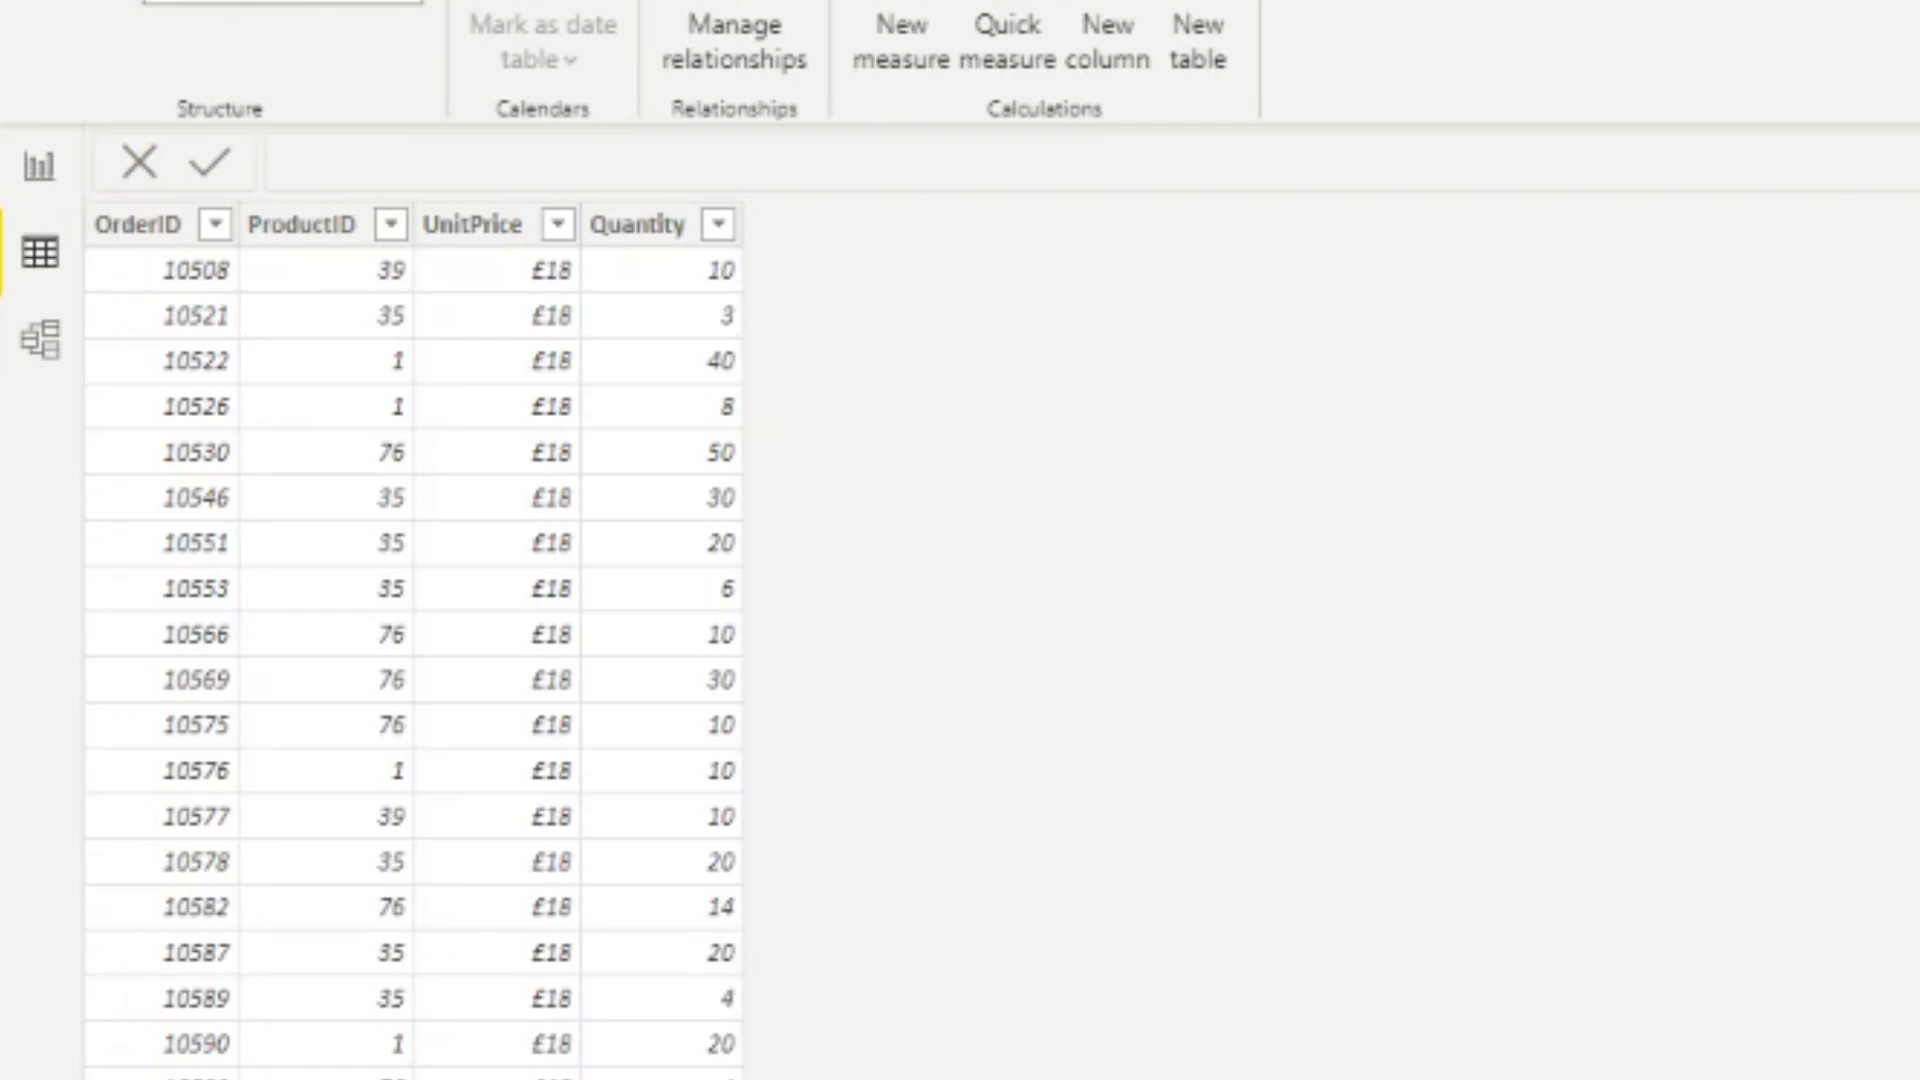 Mark as date table
Manage relationships
New measure
Quick measure
New column
New table
Structure
Calendars
Relationships
Calculations
OrderID ProductID UnitPrice Quantity
10508 39 £18 10
10521 35 £18 3
10522 1 £18 40
10526 1 £18 8
10530 76 £18 50
10546 35 £18 30
10551 35 £18 20
10553 35 £18 6
10566 76 £18 10
10569 76 £18 30
10575 76 £18 10
10576 1 £18 10
10577 39 £18 10
10578 35 £18 20
10582 76 £18 14
10587 35 £18 20
10589 35 £18 4
10590 1 £18 20